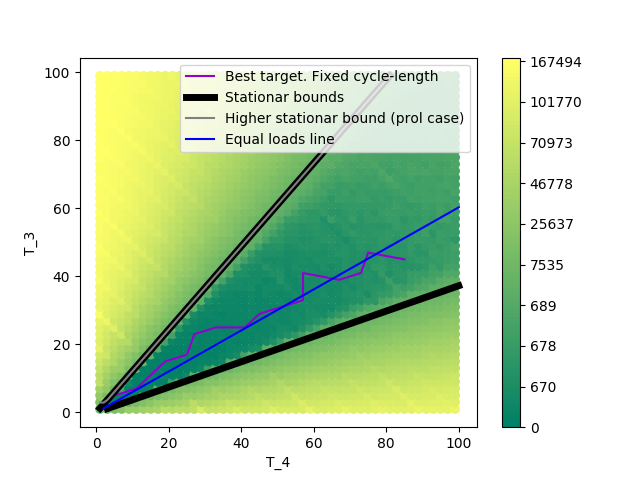 Best target. Fixed cycle-length
Stationar bounds
Higher stationar bound (prol case)
Equal loads line
T_3
100
80
60
40
20
0
0 20 40 60 80 100
T_4
167494
101770
70973
46778
25637
7535
689
678
670
0